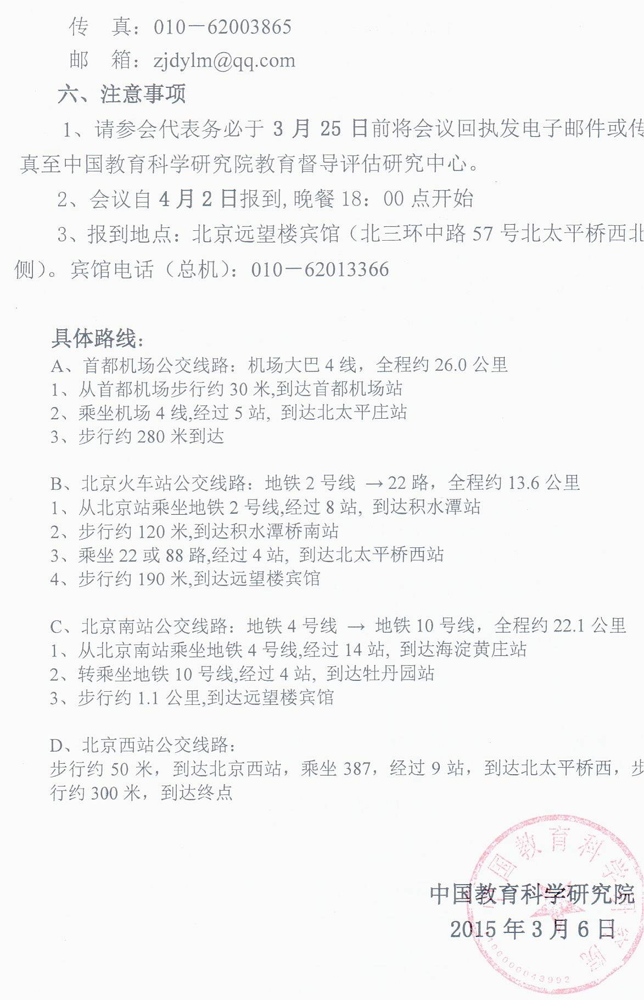 传　真：010－62003865
邮　箱：zjdylm@qq.com
六、注意事项
1、请参会代表务必于 3 月 25 日前将会议回执发电子邮件或传
真至中国教育科学研究院教育督导评估研究中心。
2、会议自 4 月 2 日报到, 晚餐 18：00 点开始
3、报到地点：北京远望楼宾馆（北三环中路 57 号北太平桥西北
侧）。宾馆电话（总机）：010－62013366
具体路线：
A、首都机场公交线路：机场大巴 4 线，全程约 26.0 公里
1、从首都机场步行约 30 米,到达首都机场站
2、乘坐机场 4 线,经过 5 站, 到达北太平庄站
3、步行约 280 米到达
B、北京火车站公交线路：地铁 2 号线 →22 路，全程约 13.6 公里
1、从北京站乘坐地铁 2 号线,经过 8 站, 到达积水潭站
2、步行约 120 米,到达积水潭桥南站
3、乘坐 22 或 88 路,经过 4 站, 到达北太平桥西站
4、步行约 190 米,到达远望楼宾馆
C、北京南站公交线路：地铁 4 号线 → 地铁 10 号线，全程约 22.1 公里
1、从北京南站乘坐地铁 4 号线,经过 14 站, 到达海淀黄庄站
2、转乘坐地铁 10 号线,经过 4 站, 到达牡丹园站
3、步行约 1.1 公里,到达远望楼宾馆
D、北京西站公交线路：
步行约 50 米，到达北京西站，乘坐 387，经过 9 站，到达北太平桥西，步
行约 300 米，到达终点
中国教育科学研究院
2015 年 3 月 6 日
中国教育科学研究院